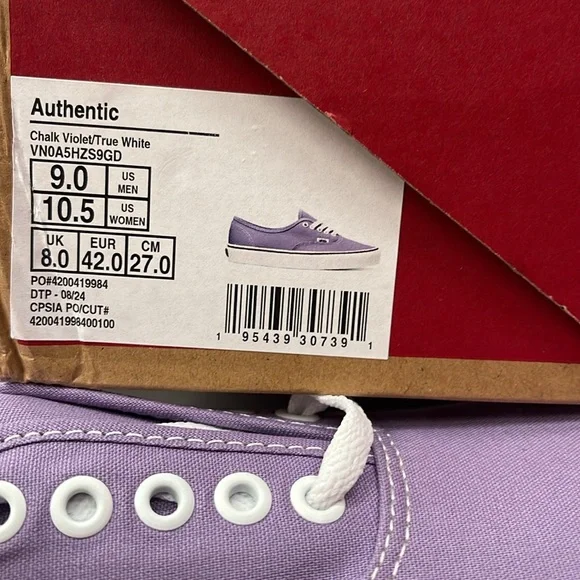 Authentic
Chalk Violet/True White
VN0A5HZS9GD
9.0 US MEN
10.5 US WOMEN
UK EUR CM
8.0 42.0 27.0
PO#4200419984
DTP - 08/24
CPSIA PO/CUT#
420041998400100
1 95439 30739 1